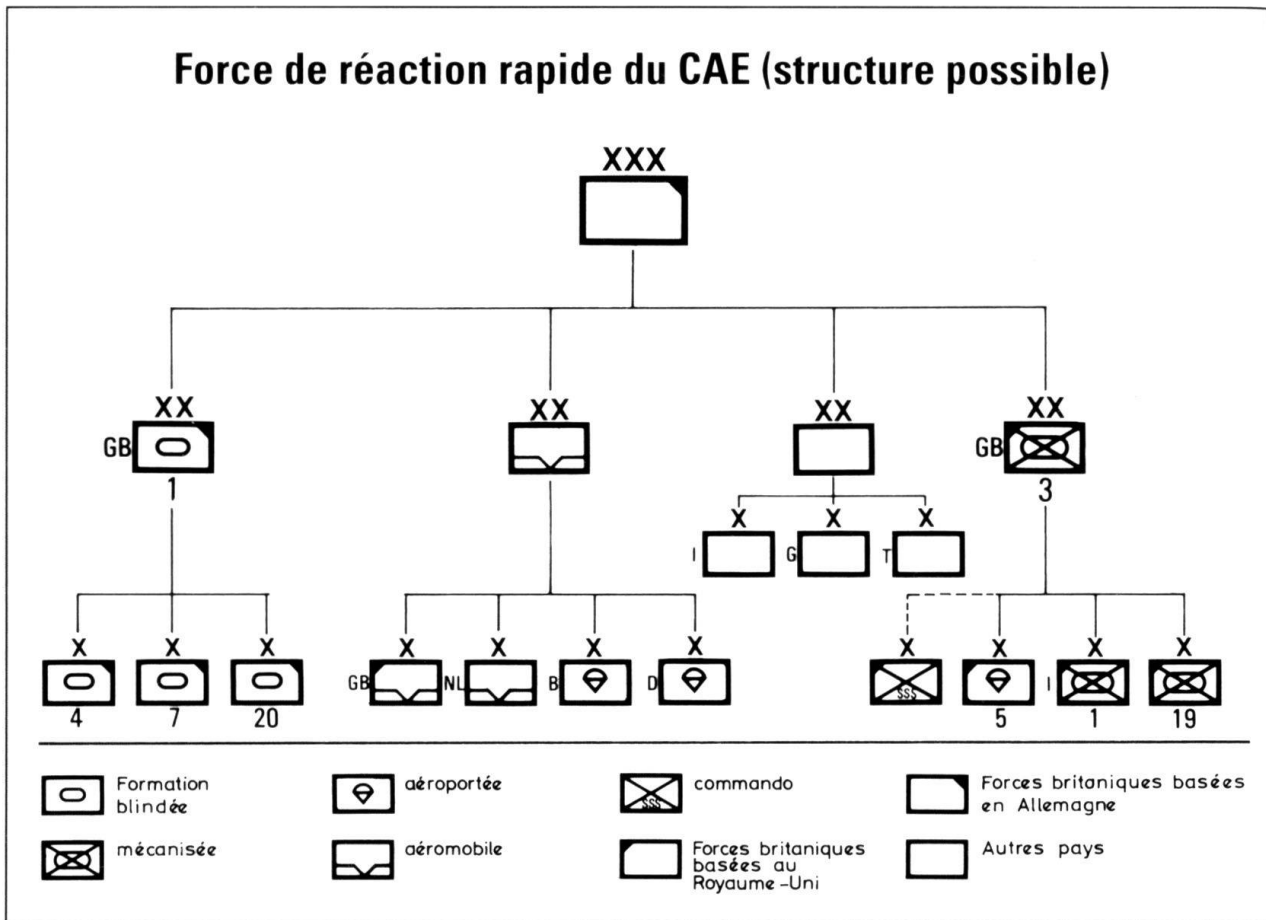 Force de réaction rapide du CAE (structure possible)
XXX
XX XX XX XX
GB GB
1 3
X X X
I G T
X X X X X X X X X X X
GB NL B D I
4 7 20 5 1 19
Formation
blindée
aéroportée
commando
SSS
Forces britaniques basées
en Allemagne
mécanisée
aéromobile
Forces britaniques
basées au
Royaume-Uni
Autres pays